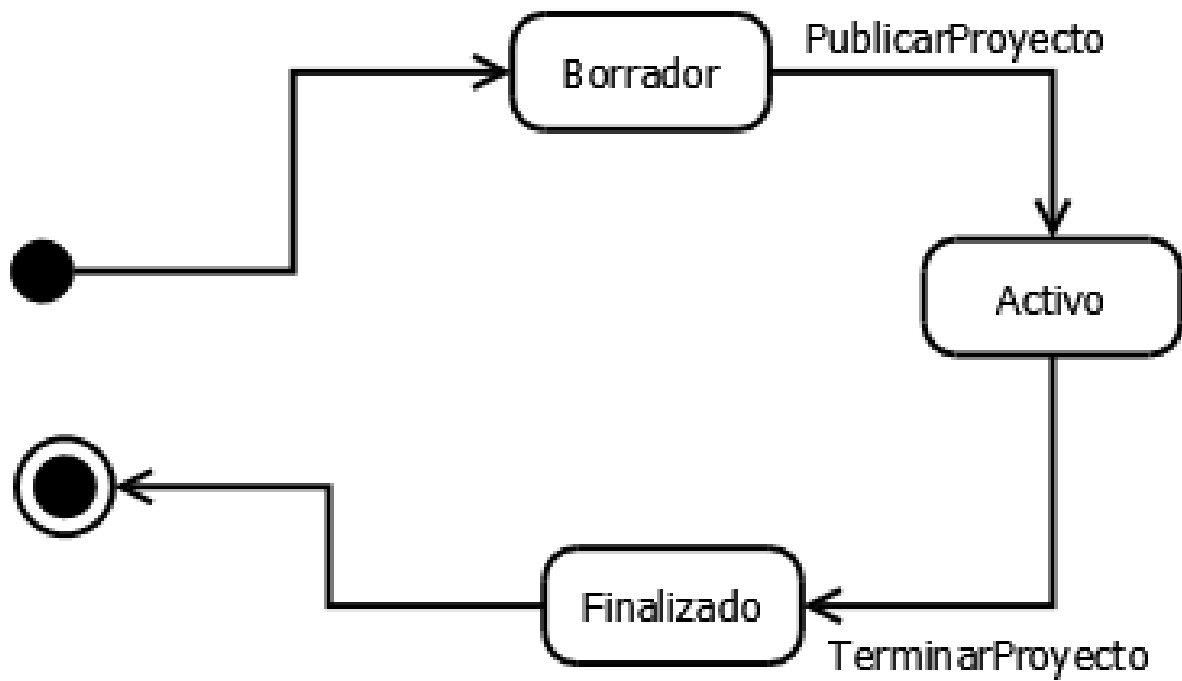 Borrador
PublicarProyecto
Activo
Finalizado
TerminarProyecto